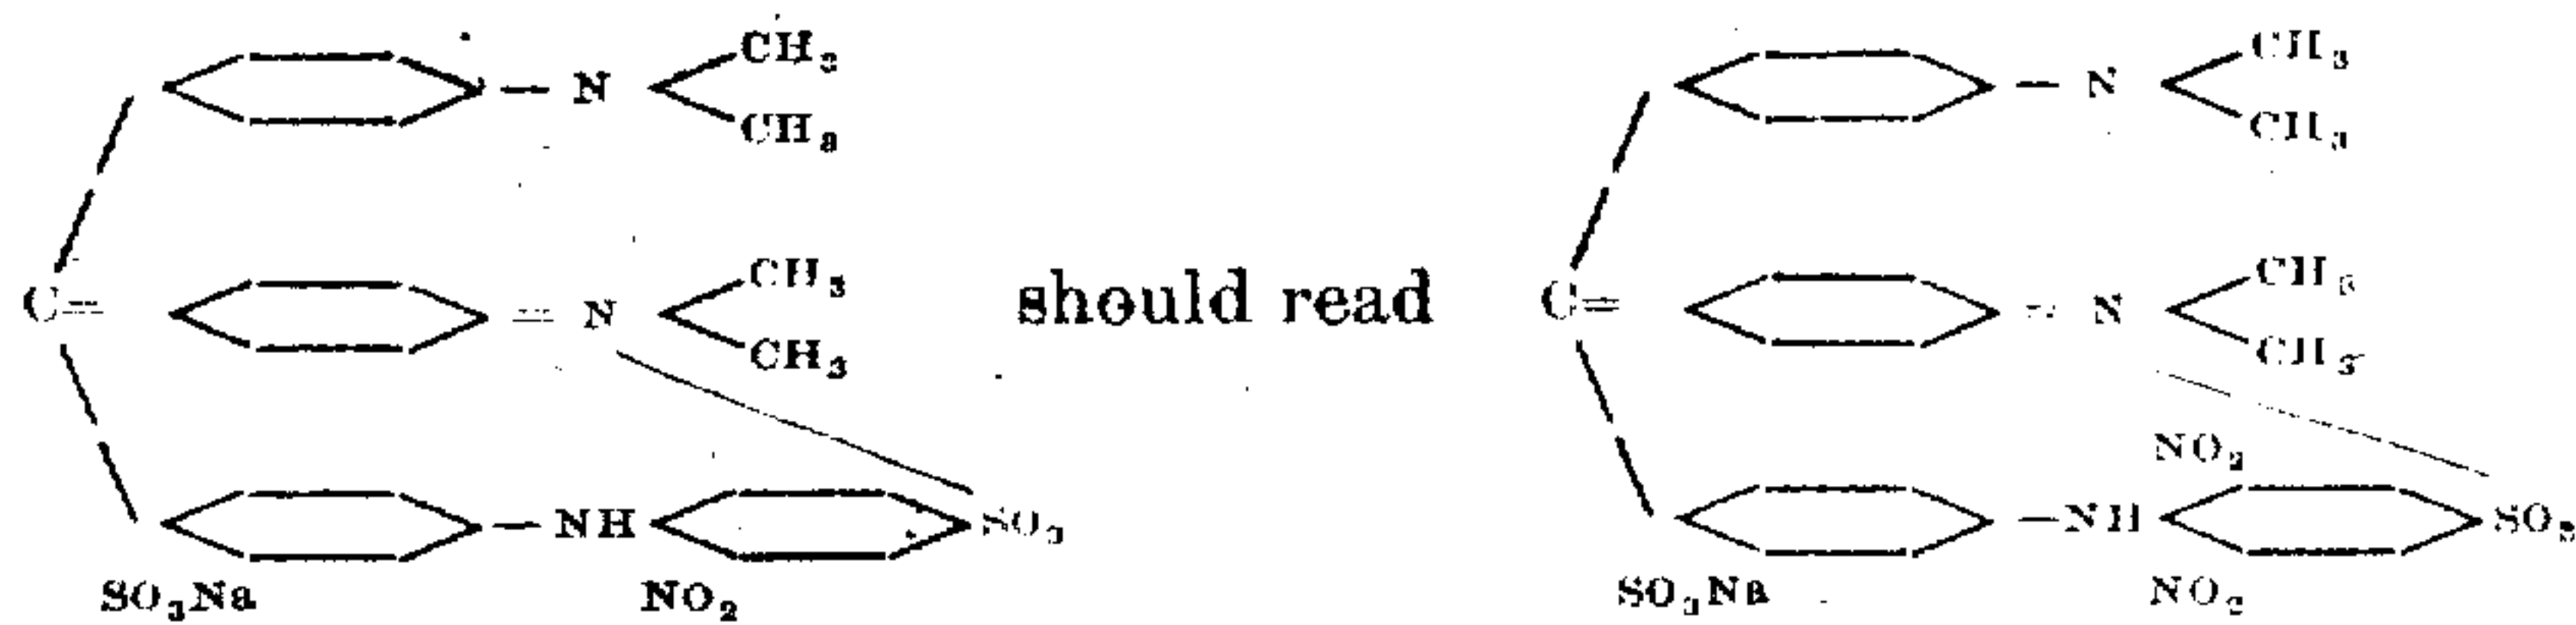 CH₃ CH₃
— N — N
CH₃ CH₃
CH₃ CH₃
C= = N should read C= = N
CH₃ CH₃
NO₂
— NH SO₃ — NH SO₃
SO₃Na NO₂ SO₃Na NO₂